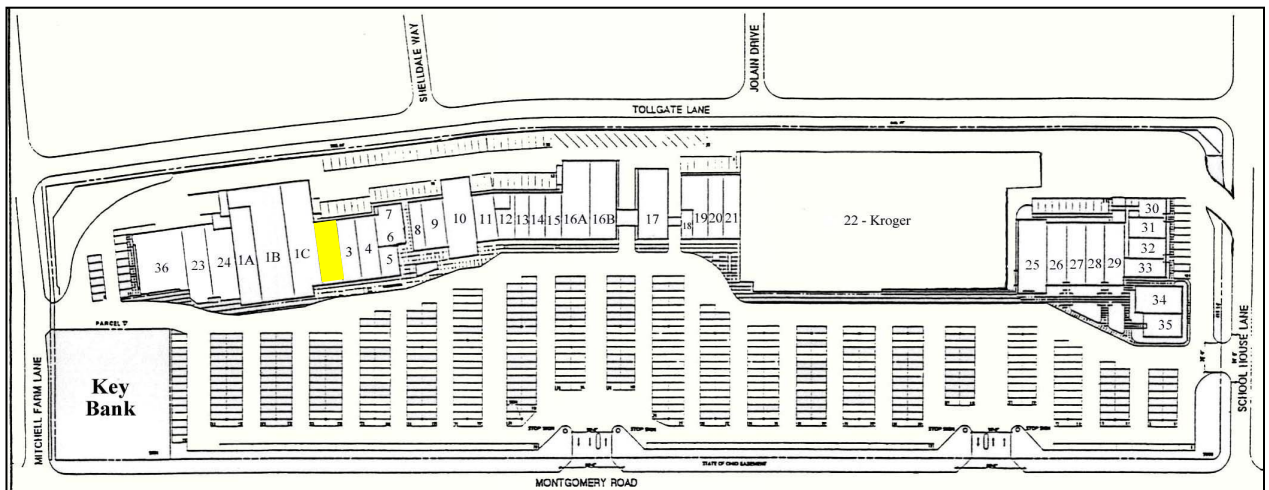 SHELLDALE WAY
JOLAIN DRIVE
TOLLGATE LANE
36
23
24
1A
1B
1C
3
4
7
6
5
8
9
10
11
12
13
14
15
16A
16B
17
18
19
20
21
22 - Kroger
25
26
27
28
29
30
31
32
33
34
35
PARCEL
Key
Bank
MITCHELL FARM LANE
SCHOOL HOUSE LANE
STOP SIGN
STOP SIGN
STOP SIGN
STOP SIGN
STATE OF OHIO EASEMENT
MONTGOMERY ROAD